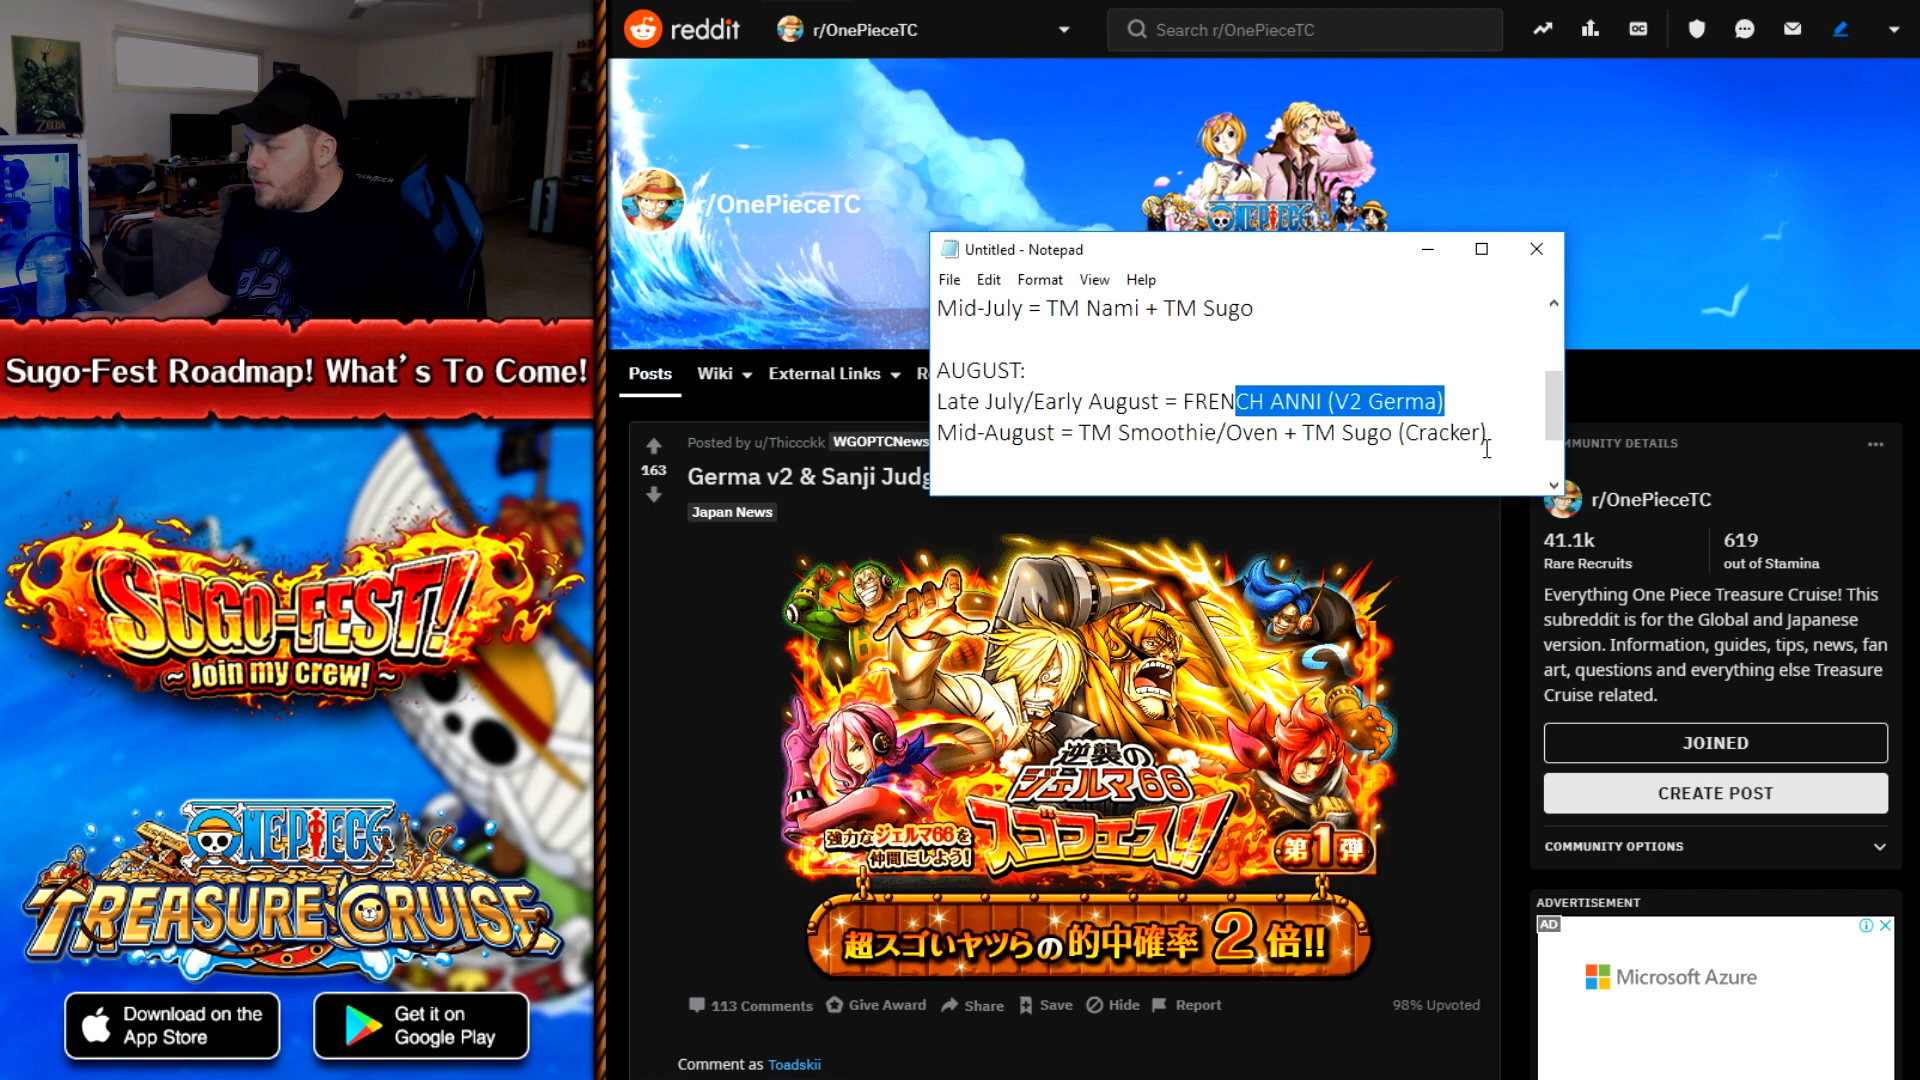 ZELDA
DXRACER
Sugo-Fest Roadmap! What's To Come!
SUGO-FEST!
~ Join my crew! ~
ONE PIECE
TREASURE CRUISE
Download on the
App Store
Get it on
Google Play
reddit
r/OnePieceTC
Search r/OnePieceTC
OC
r/OnePieceTC
ONE PIECE
Untitled - Notepad
File Edit Format View Help
Mid-July = TM Nami + TM Sugo
AUGUST:
Late July/Early August = FRENCH ANNI (V2 Germa)
Mid-August = TM Smoothie/Oven + TM Sugo (Cracker)
Posts
Wiki
External Links
R
163
Posted by u/Thiccckk
WGOPTCNews
Germa v2 & Sanji Judg
Japan News
逆襲の
ジェルマ66
スゴフェス!!
強力なジェルマ66を
仲間にしよう!
第1弾
超スゴいヤツらの的中確率2倍!!
113 Comments
Give Award
Share
Save
Hide
Report
98% Upvoted
Comment as Toadskii
MMUNITY DETAILS
r/OnePieceTC
41.1k
Rare Recruits
619
out of Stamina
Everything One Piece Treasure Cruise! This
subreddit is for the Global and Japanese
version. Information, guides, tips, news, fan
art, questions and everything else Treasure
Cruise related.
JOINED
CREATE POST
COMMUNITY OPTIONS
ADVERTISEMENT
AD
Microsoft Azure